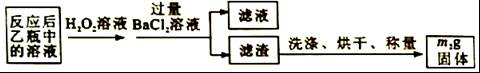 反应后
乙瓶中
的溶液
H₂O₂溶液
过量
BaCl₂溶液
滤液
滤渣
洗涤、烘干、称量
m₂g
固体